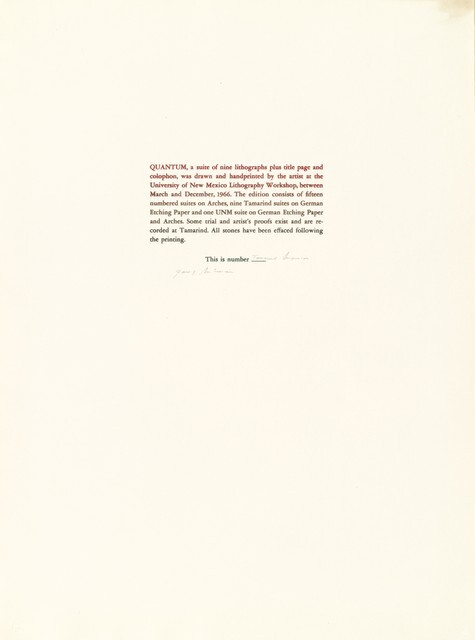 QUANTUM, a suite of nine lithographs plus title page and
colophon, was drawn and handprinted by the artist at the
University of New Mexico Lithography Workshop, between
March and December, 1966. The edition consists of fifteen
numbered suites on Arches, nine Tamarind suites on German
Etching Paper and one UNM suite on German Etching Paper
and Arches. Some trial and artist's proofs exist and are re-
corded at Tamarind. All stones have been effaced following
the printing.
This is number